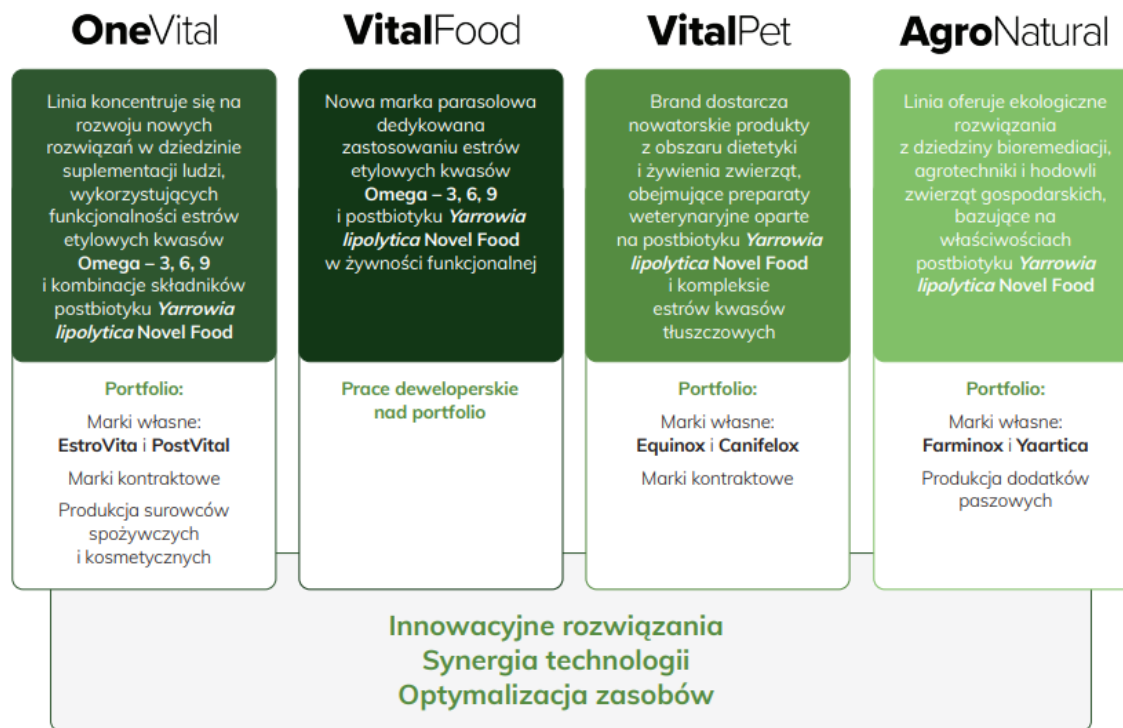 OneVital
Linia koncentruje się na
rozwoju nowych
rozwiązań w dziedzinie
suplementacji ludzi,
wykorzystujących
funkcjonalności estrów
etylowych kwasów
Omega – 3, 6, 9
i kombinacje składników
postbiotyku Yarrowia
lipolytica Novel Food
Portfolio:
Marki własne:
EstroVita i PostVital
Marki kontraktowe
Produkcja surowców
spożywczych
i kosmetycznych
VitalFood
Nowa marka parasolowa
dedykowana
zastosowaniu estrów
etylowych kwasów
Omega – 3, 6, 9
i postbiotyku Yarrowia
lipolytica Novel Food
w żywności funkcjonalnej
Prace deweloperskie
nad portfolio
VitalPet
Brand dostarcza
nowatorskie produkty
z obszaru dietetyki
i żywienia zwierząt,
obejmujące preparaty
weterynaryjne oparte
na postbiotyku Yarrowia
lipolytica Novel Food
i kompleksie
estrów kwasów
tłuszczowych
Portfolio:
Marki własne:
Equinox i Canifelox
Marki kontraktowe
AgroNatural
Linia oferuje ekologiczne
rozwiązania
z dziedziny bioremediacji,
agrotechniki i hodowli
zwierząt gospodarskich,
bazujące na
właściwościach
postbiotyku Yarrowia
lipolytica Novel Food
Portfolio:
Marki własne:
Farminox i Yaartica
Produkcja dodatków
paszowych
Innowacyjne rozwiązania
Synergia technologii
Optymalizacja zasobów